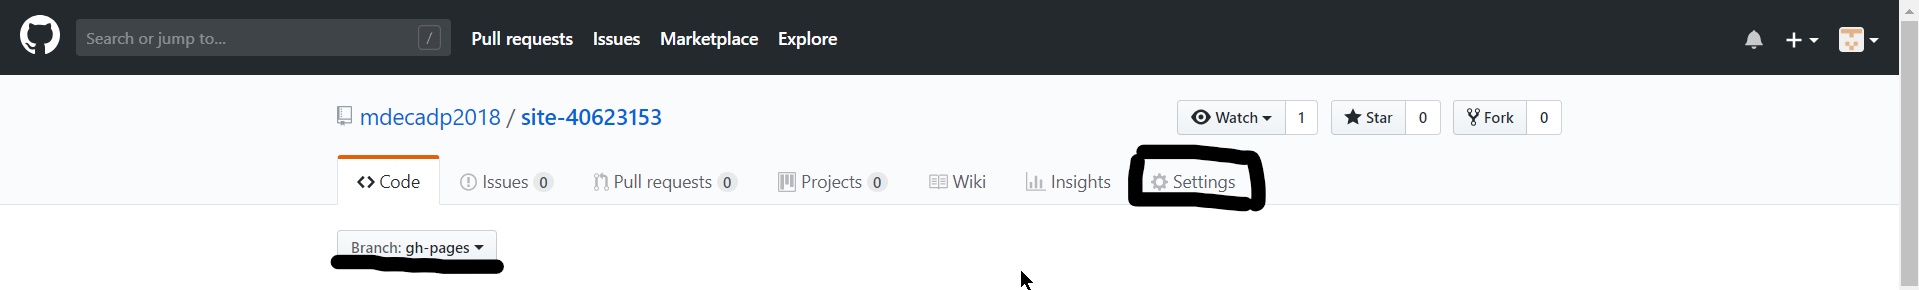 Search or jump to... / Pull requests Issues Marketplace Explore
mdecadp2018 / site-40623153 Watch 1 Star 0 Fork 0
Code Issues 0 Pull requests 0 Projects 0 Wiki Insights Settings
Branch: gh-pages